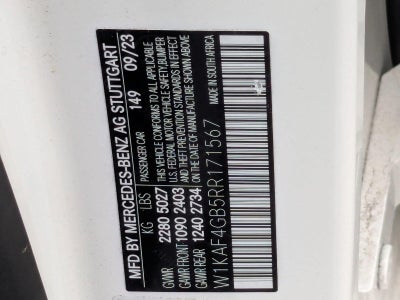 MFD BY MERCEDES-BENZ AG STUTTGART
PASSENGER CAR 149 09/23
KG LBS
GVWR 2280 5027
GAWR FRONT 1090 2403
GAWR REAR 1240 2734
THIS VEHICLE CONFORMS TO ALL APPLICABLE
U.S. FEDERAL MOTOR VEHICLE SAFETY, BUMPER
AND THEFT PREVENTION STANDARDS IN EFFECT
ON THE DATE OF MANUFACTURE SHOWN ABOVE
W1KAF4GB5RR171567
MADE IN SOUTH AFRICA